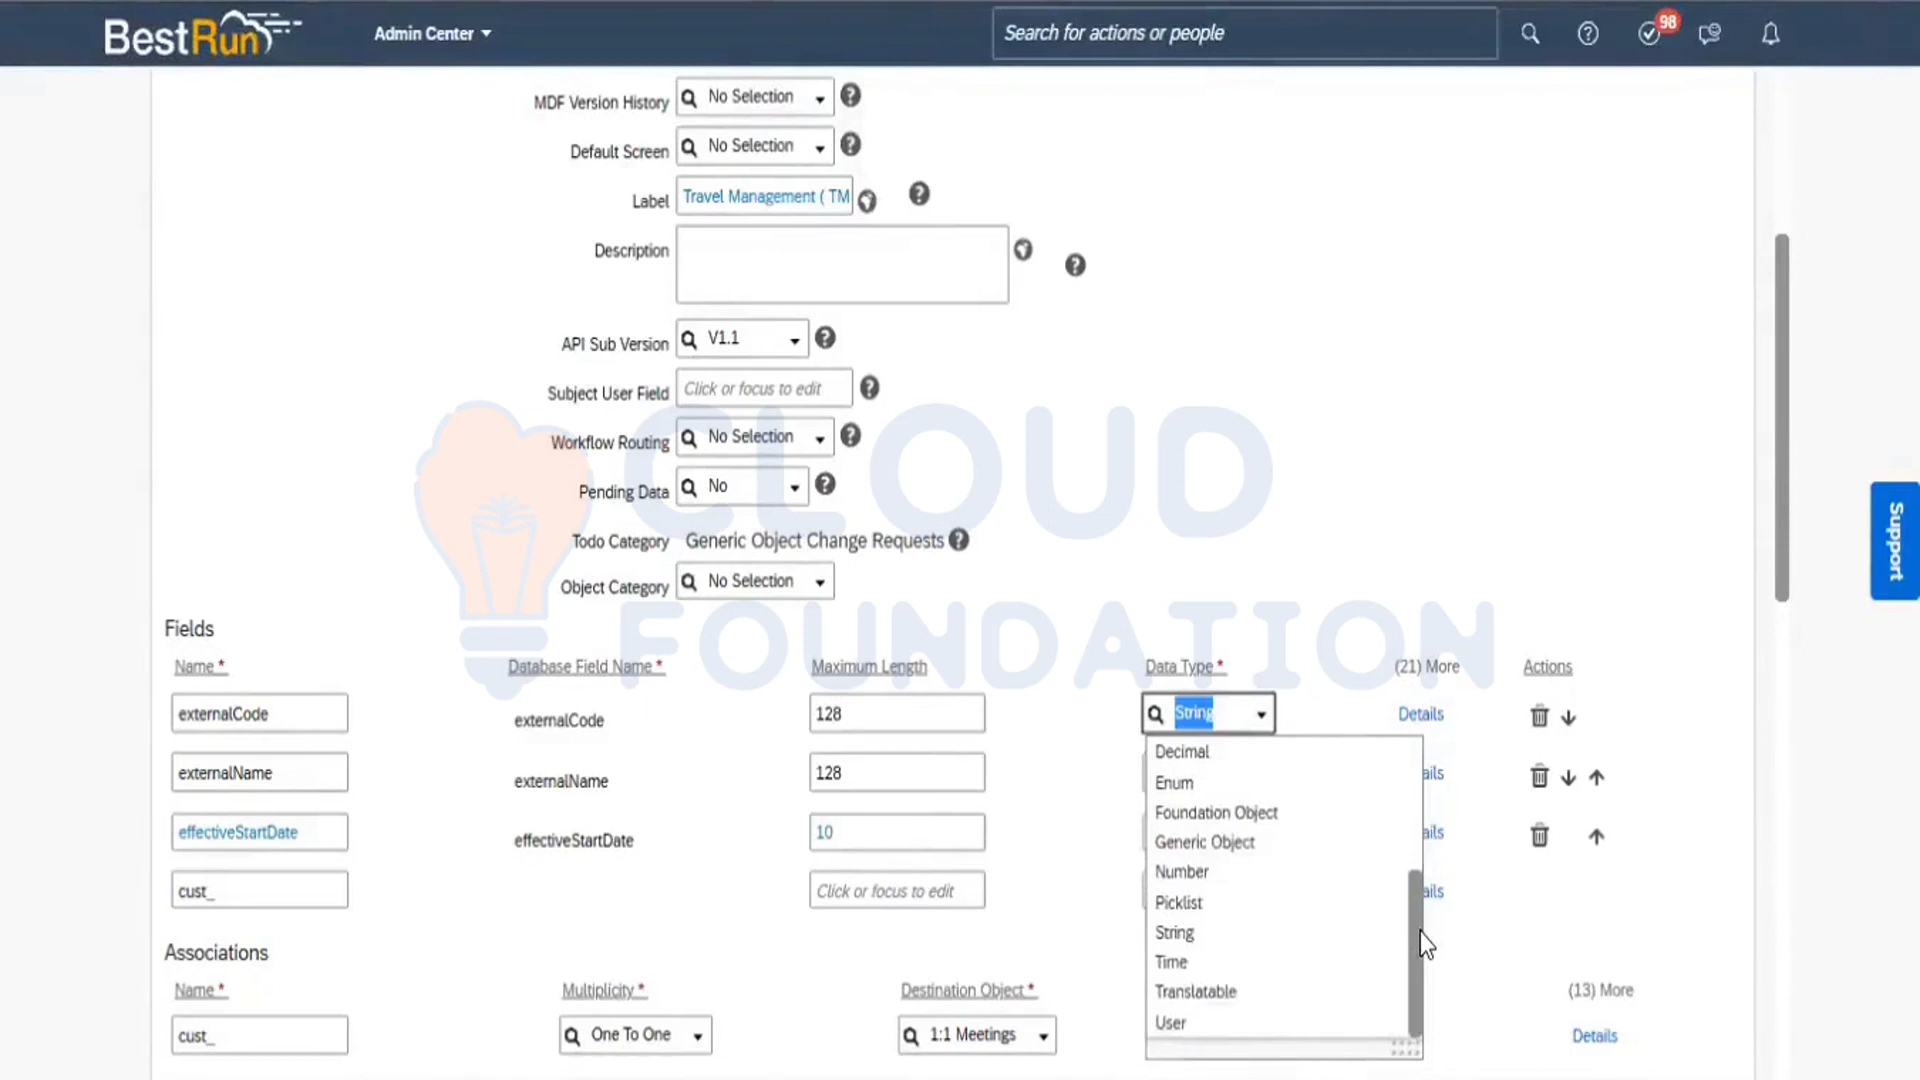 BestRun Admin Center Search for actions or people 98
MDF Version History No Selection
Default Screen No Selection
Label Travel Management ( TM
Description
API Sub Version V1.1
Subject User Field Click or focus to edit
Workflow Routing No Selection
Pending Data No
Todo Category Generic Object Change Requests
Object Category No Selection
CLOUD
FOUNDATION
Support
Fields
Name * Database Field Name * Maximum Length Data Type * (21) More Actions
externalCode externalCode 128 String Details
externalName externalName 128 ails
effectiveStartDate effectiveStartDate 10 ails
cust_ Click or focus to edit ails
Decimal
Enum
Foundation Object
Generic Object
Number
Picklist
String
Time
Translatable
User
Associations
Name * Multiplicity * Destination Object * (13) More
cust_ One To One 1:1 Meetings Details